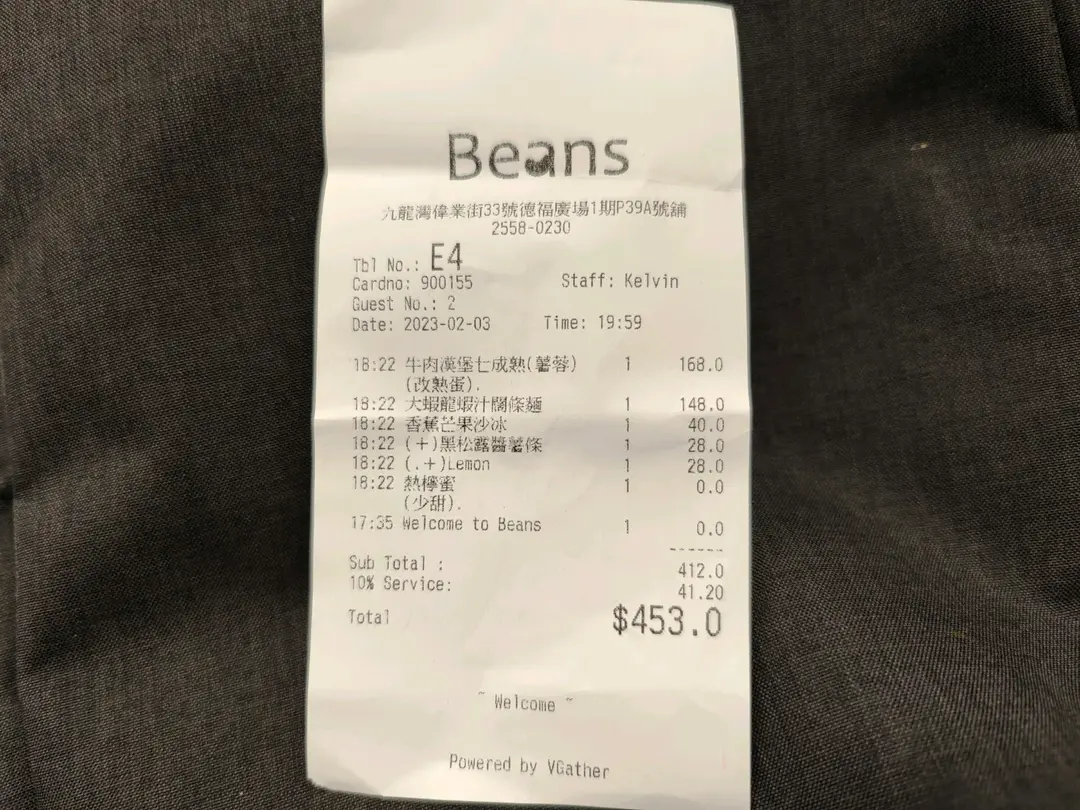 Beans
九龍灣偉業街33號德福廣場1期P39A號舖
2558-0230
Tbl No.: E4
Cardno: 900155 Staff: Kelvin
Guest No.: 2
Date: 2023-02-03 Time: 19:59
18:22 牛肉漢堡七成熟(薯蓉) 1 168.0
(改熟蛋).
18:22 大蝦龍蝦汁闊條麵 1 148.0
18:22 香蕉芒果沙冰 1 40.0
18:22 (+)黑松露醬薯條 1 28.0
18:22 (.+)Lemon 1 28.0
18:22 熱檸蜜 1 0.0
(少甜).
17:35 Welcome to Beans 1 0.0
------
Sub Total : 412.0
10% Service: 41.20
Total $453.0
~ Welcome ~
Powered by VGather